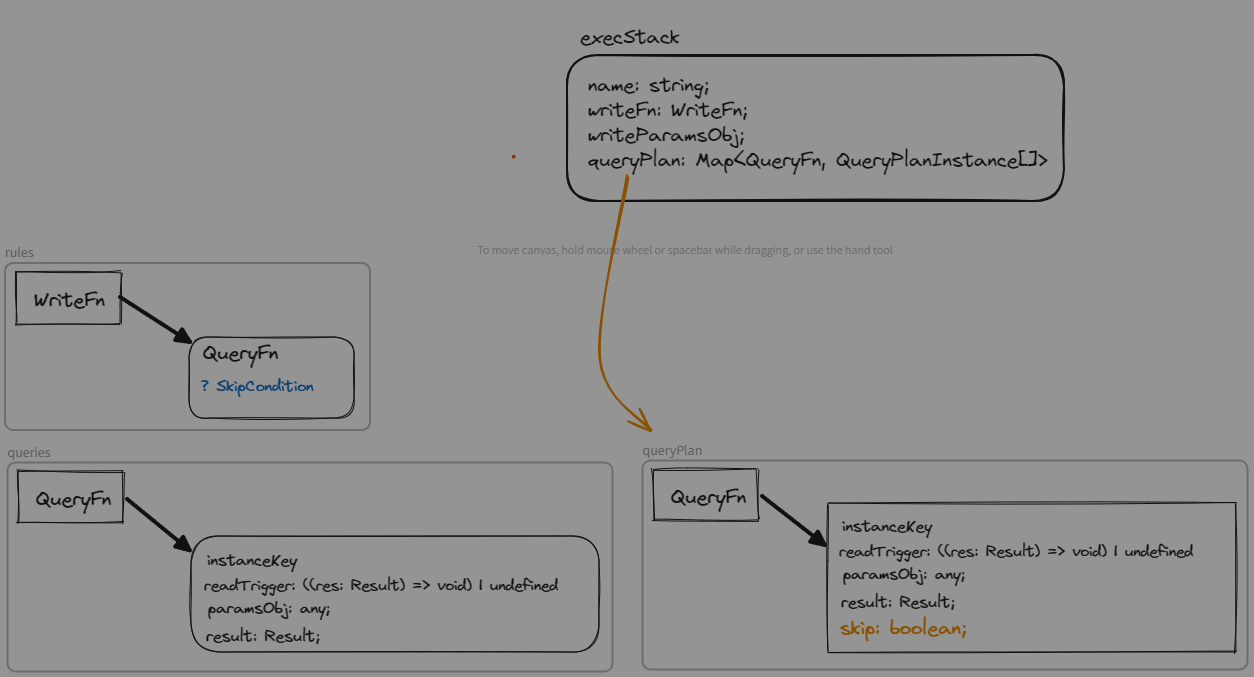 execStack
name: string;
writeFn: WriteFn;
writeParamsObj;
queryPlan: Map<QueryFn, QueryPlanInstance[]>
To move canvas, hold mouse wheel or spacebar while dragging, or use the hand tool
rules
WriteFn
QueryFn
? SkipCondition
queries
QueryFn
instanceKey
readTrigger: ((res: Result) => void) | undefined
paramsObj: any;
result: Result;
queryPlan
QueryFn
instanceKey
readTrigger: ((res: Result) => void) | undefined
paramsObj: any;
result: Result;
skip: boolean;